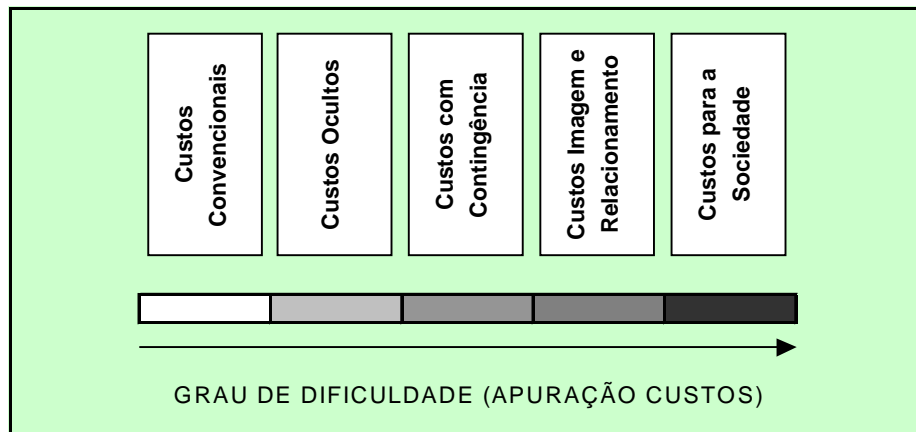 Custos
Convencionais
Custos Ocultos
Custos com
Contingência
Custos Imagem e
Relacionamento
Custos para a
Sociedade
GRAU DE DIFICULDADE (APURAÇÃO CUSTOS)